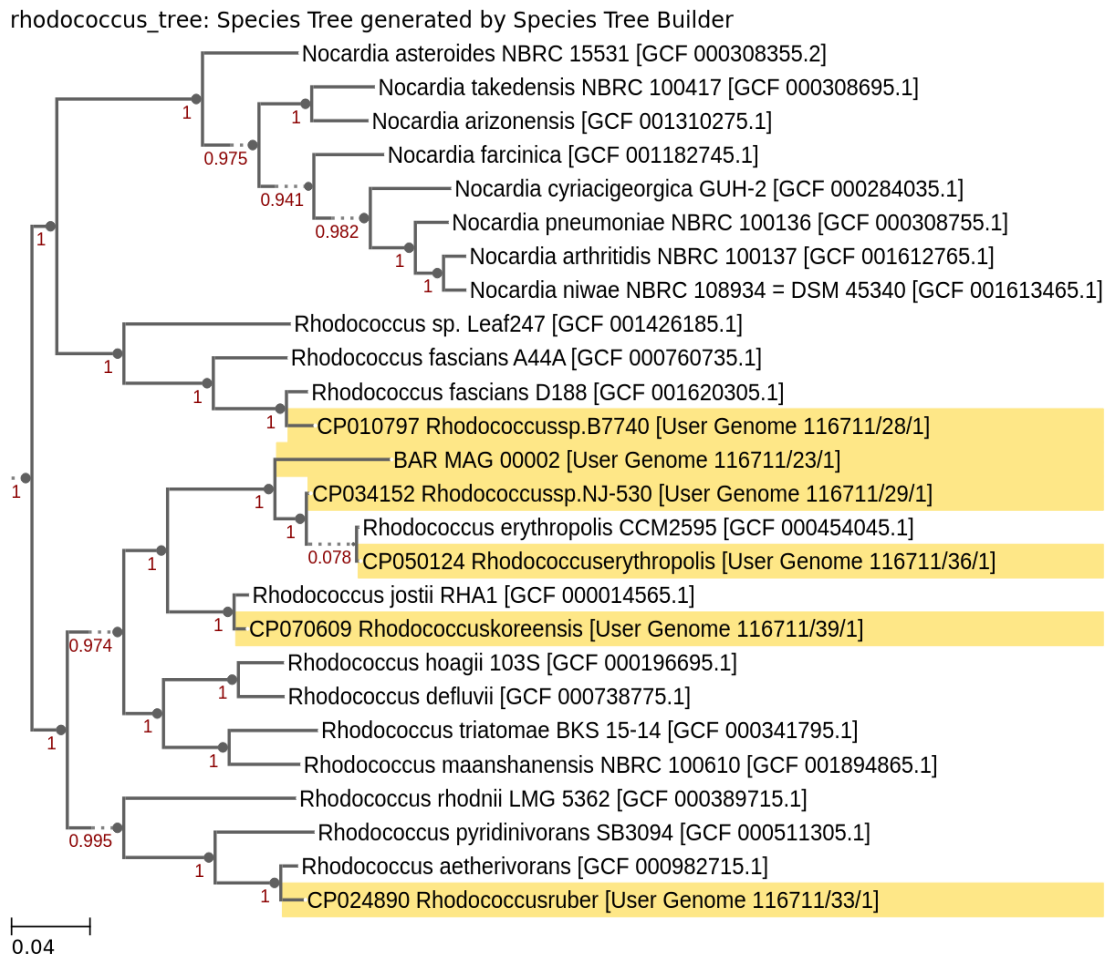 rhodococcus_tree: Species Tree generated by Species Tree Builder
Nocardia asteroides NBRC 15531 [GCF 000308355.2]
Nocardia takedensis NBRC 100417 [GCF 000308695.1]
1
1
Nocardia arizonensis [GCF 001310275.1]
0.975
Nocardia farcinica [GCF 001182745.1]
0.941
Nocardia cyriacigeorgica GUH-2 [GCF 000284035.1]
Nocardia pneumoniae NBRC 100136 [GCF 000308755.1]
0.982
1
Nocardia arthritidis NBRC 100137 [GCF 001612765.1]
1
1
Nocardia niwae NBRC 108934 = DSM 45340 [GCF 001613465.1]
Rhodococcus sp. Leaf247 [GCF 001426185.1]
Rhodococcus fascians A44A [GCF 000760735.1]
1
Rhodococcus fascians D188 [GCF 001620305.1]
1
1
CP010797 Rhodococcussp.B7740 [User Genome 116711/28/1]
BAR MAG 00002 [User Genome 116711/23/1]
1
1
CP034152 Rhodococcussp.NJ-530 [User Genome 116711/29/1]
Rhodococcus erythropolis CCM2595 [GCF 000454045.1]
1
0.078
CP050124 Rhodococcuserythropolis [User Genome 116711/36/1]
1
Rhodococcus jostii RHA1 [GCF 000014565.1]
1
CP070609 Rhodococcuskoreensis [User Genome 116711/39/1]
0.974
Rhodococcus hoagii 103S [GCF 000196695.1]
1
Rhodococcus defluvii [GCF 000738775.1]
1
Rhodococcus triatomae BKS 15-14 [GCF 000341795.1]
1
1
Rhodococcus maanshanensis NBRC 100610 [GCF 001894865.1]
Rhodococcus rhodnii LMG 5362 [GCF 000389715.1]
0.995
Rhodococcus pyridinivorans SB3094 [GCF 000511305.1]
1
Rhodococcus aetherivorans [GCF 000982715.1]
1
CP024890 Rhodococcusruber [User Genome 116711/33/1]
0.04